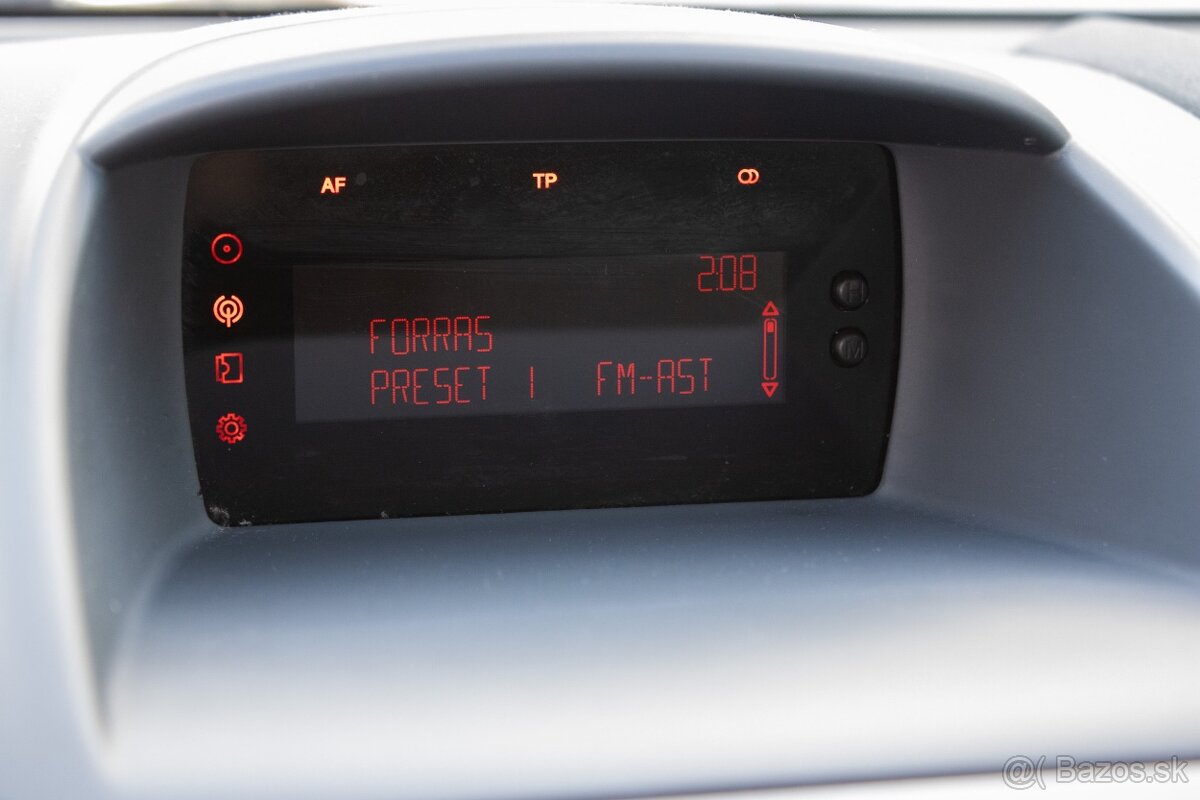 AF TP
2:08
FORRAS
PRESET 1 FM-AST
H
M
@( Bazos.sk